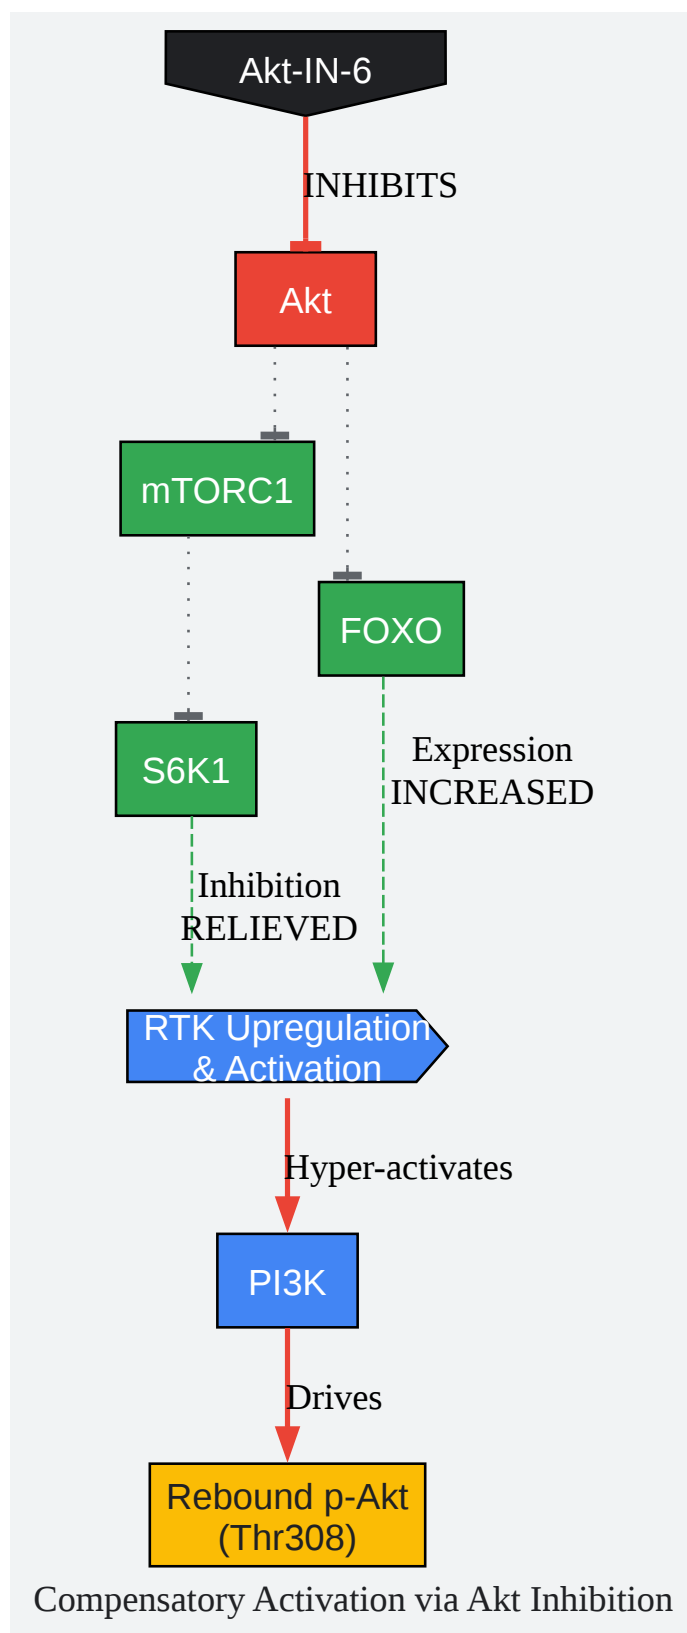 Akt-IN-6
INHIBITS
Akt
mTORC1
FOXO
S6K1
Expression
INCREASED
Inhibition
RELIEVED
RTK Upregulation
& Activation
Hyper-activates
PI3K
Drives
Rebound p-Akt
(Thr308)
Compensatory Activation via Akt Inhibition